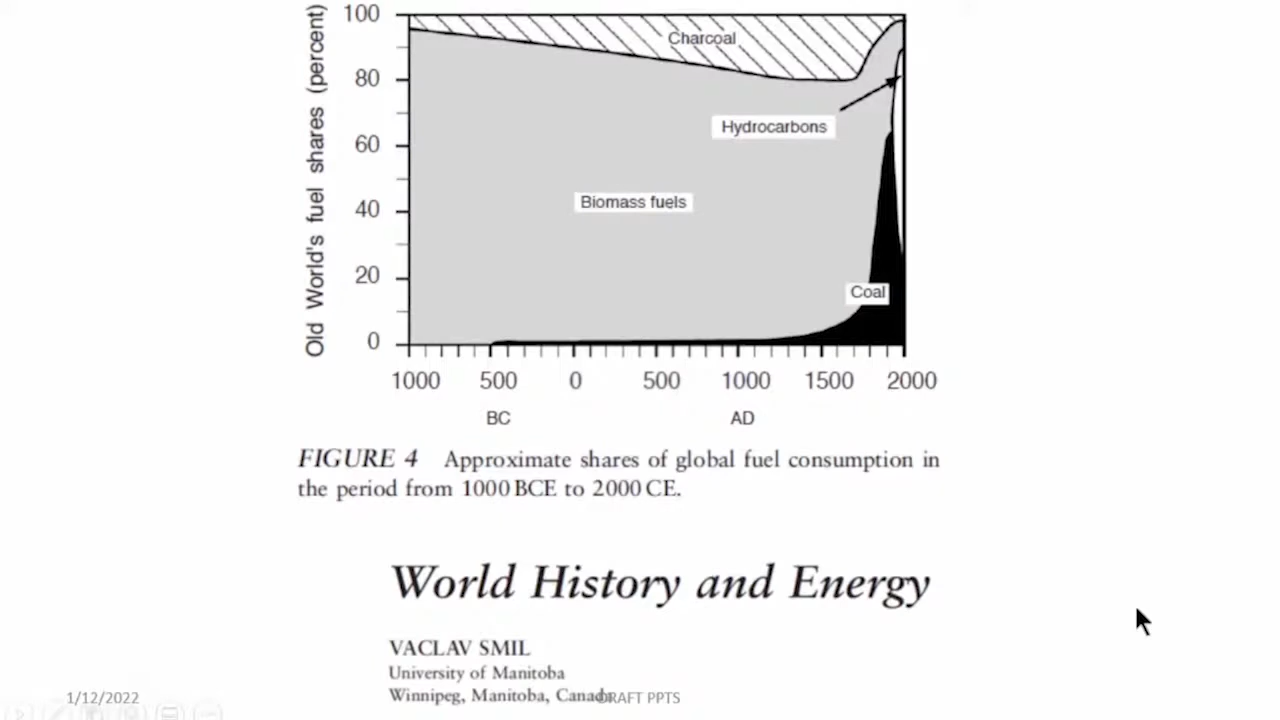 Old World's fuel shares (percent)
100
80
60
40
20
0
Charcoal
Hydrocarbons
Biomass fuels
Coal
1000 500 0 500 1000 1500 2000
BC AD
FIGURE 4 Approximate shares of global fuel consumption in
the period from 1000 BCE to 2000 CE.
World History and Energy
VACLAV SMIL
University of Manitoba
Winnipeg, Manitoba, Canada
1/12/2022
DRAFT PPTS